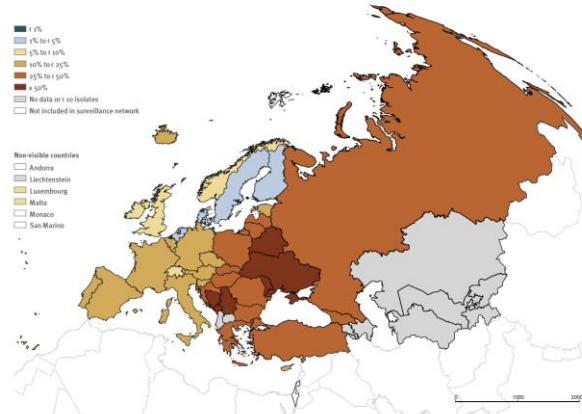 < 1%
1% to < 5%
5% to < 10%
10% to < 25%
25% to < 50%
≥ 50%
No data or < 10 isolates
Not included in surveillance network
Non-visible countries
Andorra
Liechtenstein
Luxembourg
Malta
Monaco
San Marino
0 1000